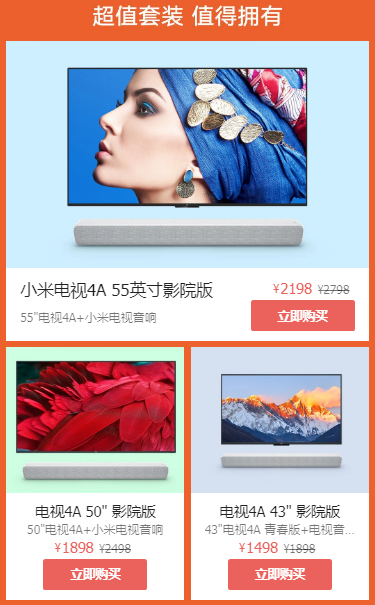 超值套装 值得拥有
小米电视4A 55英寸影院版
¥2198 ¥2798
55"电视4A+小米电视音响
立即购买
电视4A 50" 影院版
50"电视4A+小米电视音响
¥1898 ¥2498
立即购买
电视4A 43" 影院版
43"电视4A 青春版+电视音...
¥1498 ¥1898
立即购买